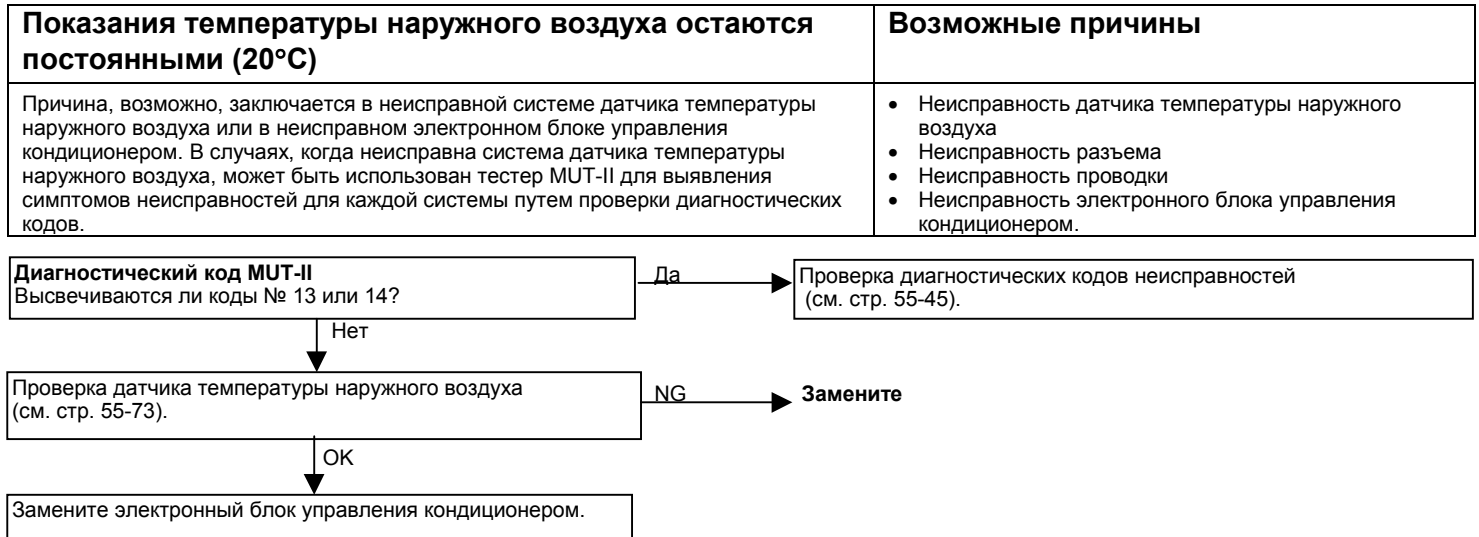 Показания температуры наружного воздуха остаются
постоянными (20°C)
Возможные причины
Причина, возможно, заключается в неисправной системе датчика температуры
наружного воздуха или в неисправном электронном блоке управления
кондиционером. В случаях, когда неисправна система датчика температуры
наружного воздуха, может быть использован тестер MUT-II для выявления
симптомов неисправностей для каждой системы путем проверки диагностических
кодов.
• Неисправность датчика температуры наружного
воздуха
• Неисправность разъема
• Неисправность проводки
• Неисправность электронного блока управления
кондиционером.
Диагностический код MUT-II
Высвечиваются ли коды № 13 или 14?
Да
Проверка диагностических кодов неисправностей
(см. стр. 55-45).
Нет
Проверка датчика температуры наружного воздуха
(см. стр. 55-73).
NG
Замените
OK
Замените электронный блок управления кондиционером.